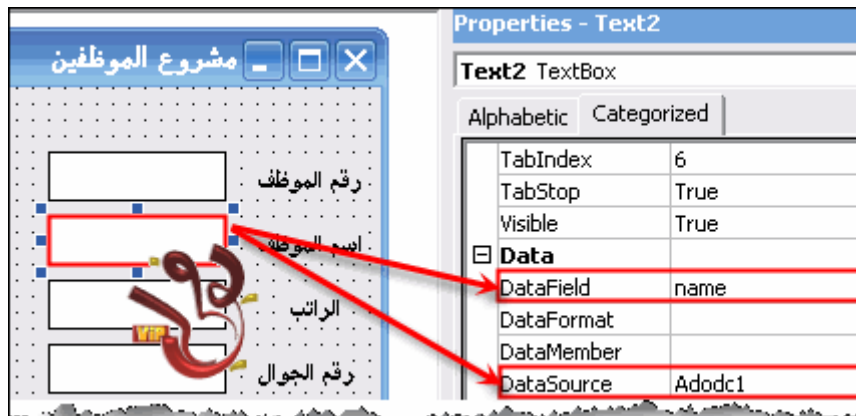 مشروع الموظفين
رقم الموظف
اسم الموظف
الراتب
رقم الجوال
Properties - Text2
Text2 TextBox
Alphabetic Categorized
TabIndex 6
TabStop True
Visible True
Data
DataField name
DataFormat
DataMember
DataSource Adodc1
VIP